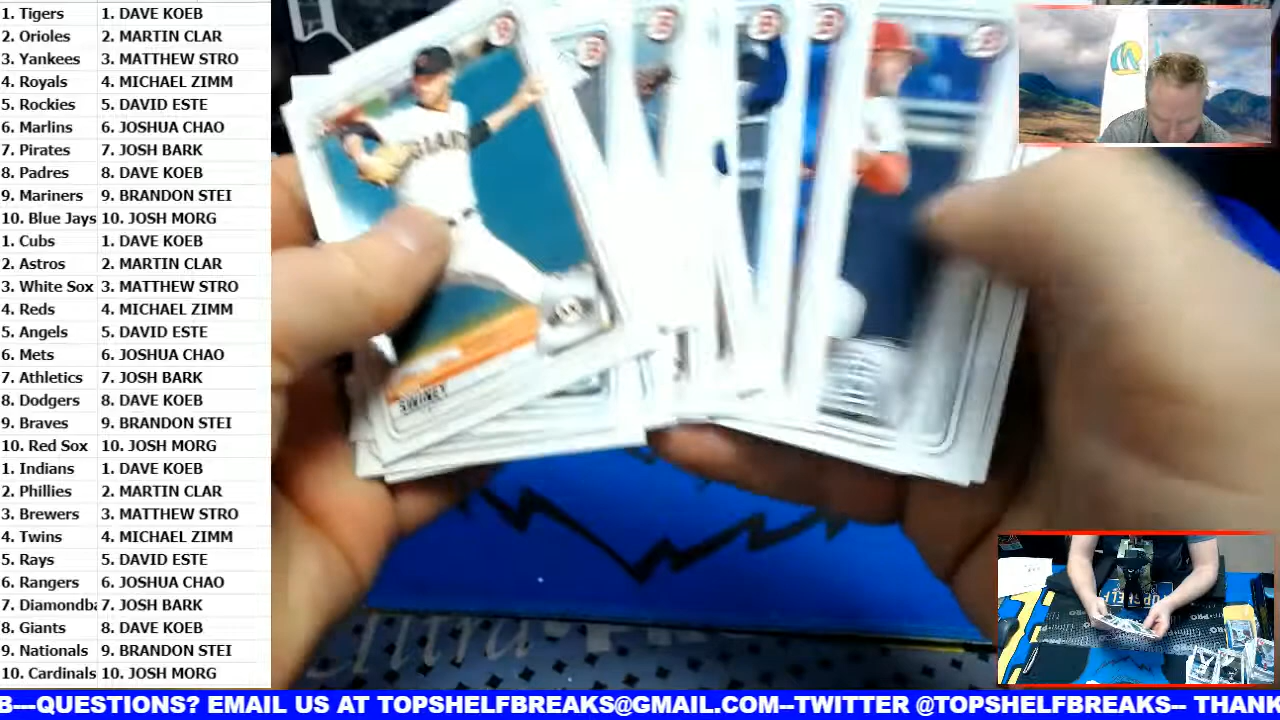 1. Tigers 1. DAVE KOEB
2. Orioles 2. MARTIN CLAR
3. Yankees 3. MATTHEW STRO
4. Royals 4. MICHAEL ZIMM
5. Rockies 5. DAVID ESTE
6. Marlins 6. JOSHUA CHAO
7. Pirates 7. JOSH BARK
8. Padres 8. DAVE KOEB
9. Mariners 9. BRANDON STEI
10. Blue Jays 10. JOSH MORG
1. Cubs 1. DAVE KOEB
2. Astros 2. MARTIN CLAR
3. White Sox 3. MATTHEW STRO
4. Reds 4. MICHAEL ZIMM
5. Angels 5. DAVID ESTE
6. Mets 6. JOSHUA CHAO
7. Athletics 7. JOSH BARK
8. Dodgers 8. DAVE KOEB
9. Braves 9. BRANDON STEI
10. Red Sox 10. JOSH MORG
1. Indians 1. DAVE KOEB
2. Phillies 2. MARTIN CLAR
3. Brewers 3. MATTHEW STRO
4. Twins 4. MICHAEL ZIMM
5. Rays 5. DAVID ESTE
6. Rangers 6. JOSHUA CHAO
7. Diamondba 7. JOSH BARK
8. Giants 8. DAVE KOEB
9. Nationals 9. BRANDON STEI
10. Cardinals 10. JOSH MORG
B---QUESTIONS? EMAIL US AT TOPSHELFBREAKS@GMAIL.COM--TWITTER @TOPSHELFBREAKS-- THANK